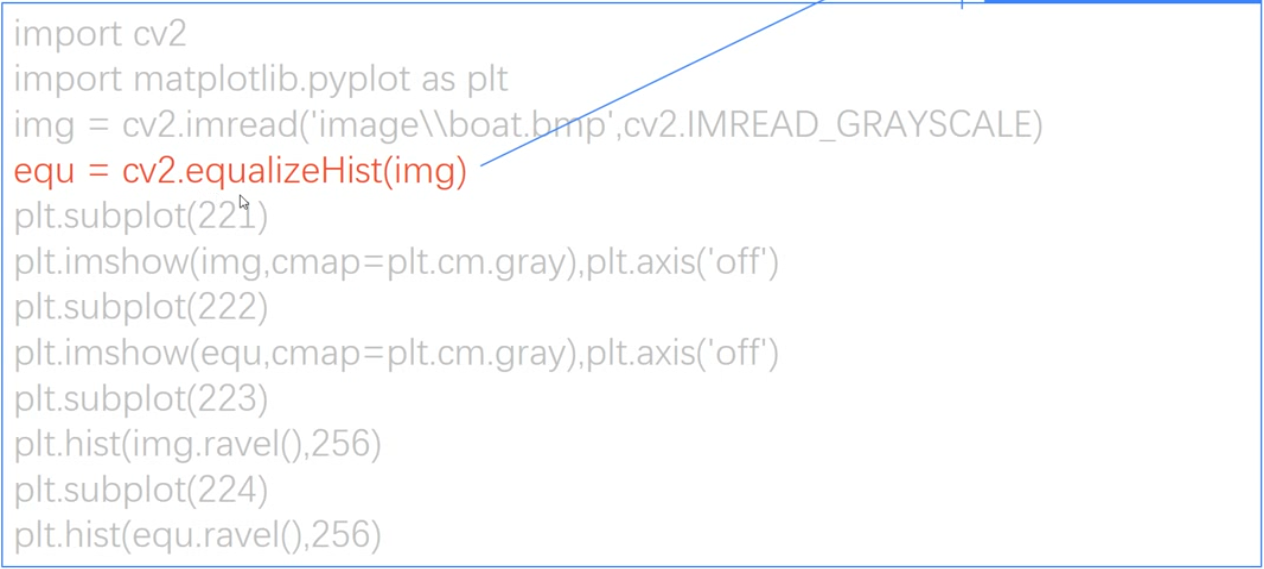 import cv2
import matplotlib.pyplot as plt
img = cv2.imread('image\\boat.bmp',cv2.IMREAD_GRAYSCALE)
equ = cv2.equalizeHist(img)
plt.subplot(221)
plt.imshow(img,cmap=plt.cm.gray),plt.axis('off')
plt.subplot(222)
plt.imshow(equ,cmap=plt.cm.gray),plt.axis('off')
plt.subplot(223)
plt.hist(img.ravel(),256)
plt.subplot(224)
plt.hist(equ.ravel(),256)